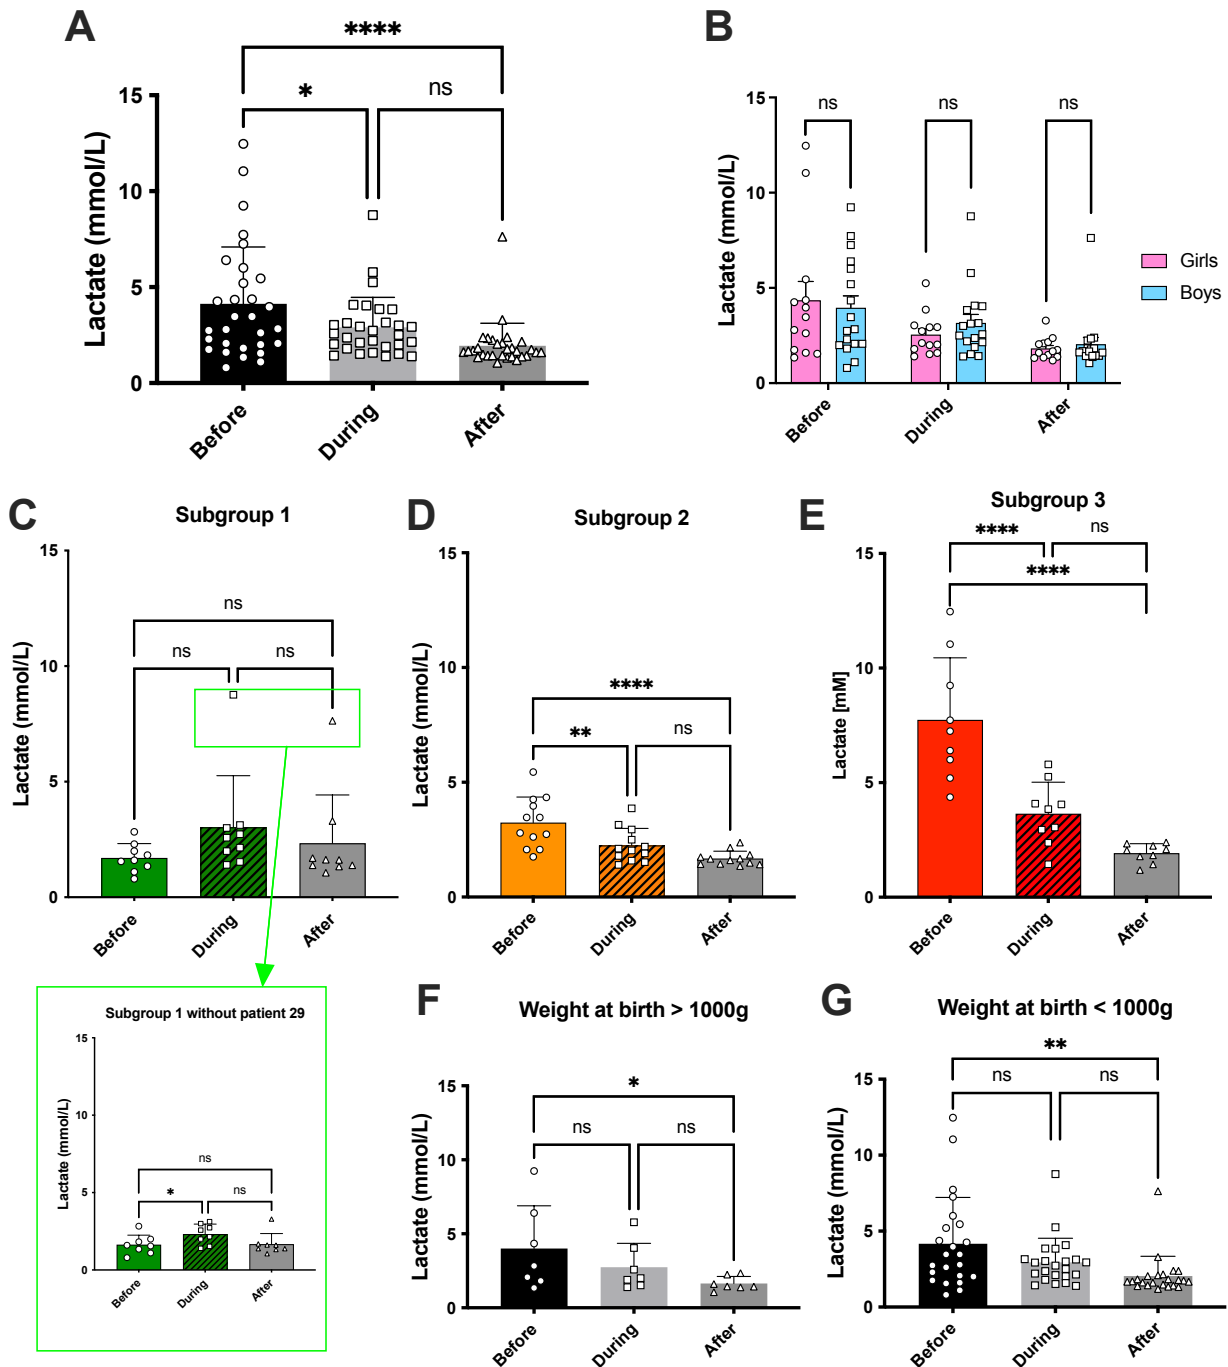 A
****
*
ns
Lactate (mmol/L)
15
10
5
0
Before
During
After
B
ns
ns
ns
Lactate (mmol/L)
15
10
5
0
Before
During
After
Girls
Boys
C
Subgroup 1
ns
ns
ns
Lactate (mmol/L)
15
10
5
0
Before
During
After
Subgroup 1 without patient 29
ns
*
ns
Lactate (mmol/L)
15
10
5
0
Before
During
After
D
Subgroup 2
****
**
ns
Lactate (mmol/L)
15
10
5
0
Before
During
After
E
Subgroup 3
****
ns
****
Lactate [mM]
15
10
5
0
Before
During
After
F
Weight at birth > 1000g
*
ns
ns
Lactate (mmol/L)
15
10
5
0
Before
During
After
G
Weight at birth < 1000g
**
ns
ns
Lactate (mmol/L)
15
10
5
0
Before
During
After